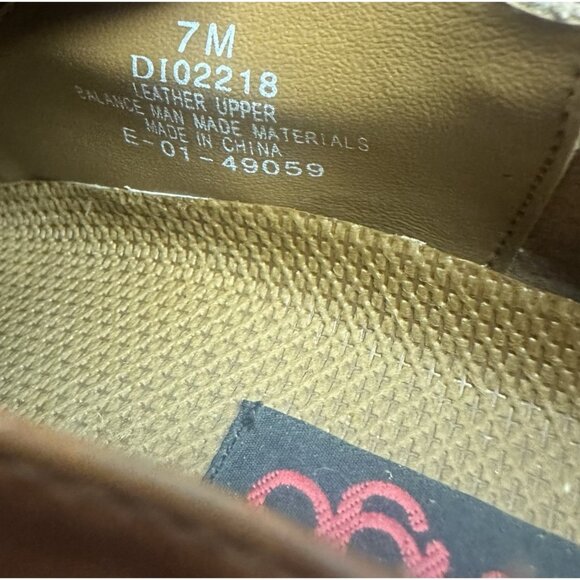 7M
DI02218
LEATHER UPPER
BALANCE MAN MADE MATERIALS
MADE IN CHINA
E-01-49059